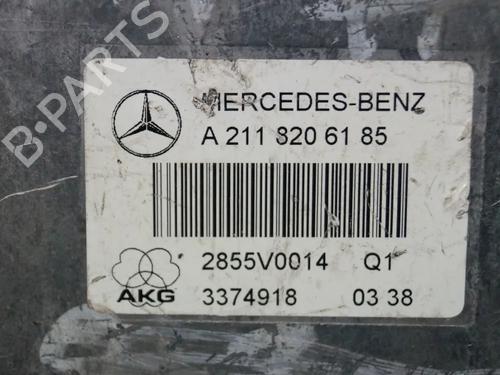 MERCEDES-BENZ
A 211 820 61 85
2855V0014 Q1
AKG
3374918 03 38
B-PARTS